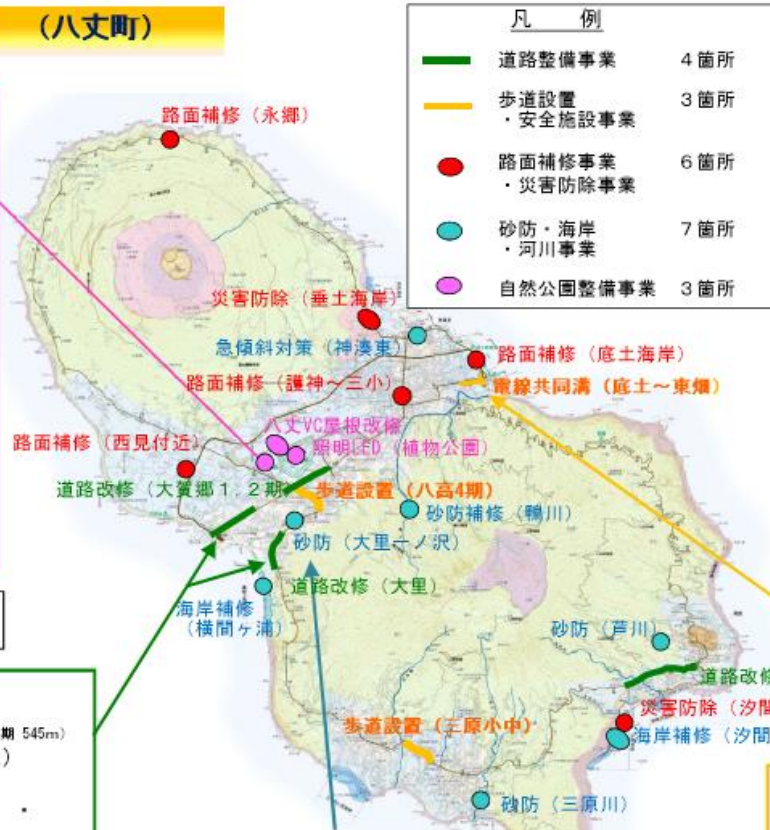 (八丈町)
凡 例
道路整備事業 4箇所
歩道設置 3箇所
・安全施設事業
路面補修事業 6箇所
・災害防除事業
砂防・海岸 7箇所
・河川事業
自然公園整備事業 3箇所
路面補修（永郷）
災害防除（垂土海岸）
急傾斜対策（神湊東）
路面補修（底土海岸）
路面補修（護神～三小）
電線共同溝（底土～東畑）
八丈VC屋根改修
照明LED（植物公園）
路面補修（西見付近）
道路改修（大賀郷1，2期）
歩道設置（八高4期）
砂防補修（鴨川）
砂防（大里一ノ沢）
道路改修（大里）
海岸補修
（横間ヶ浦）
砂防（芦川）
道路改修
期 545m）
災害防除（汐間
歩道設置（三原小中）
海岸補修（汐間
砂防（三原川）